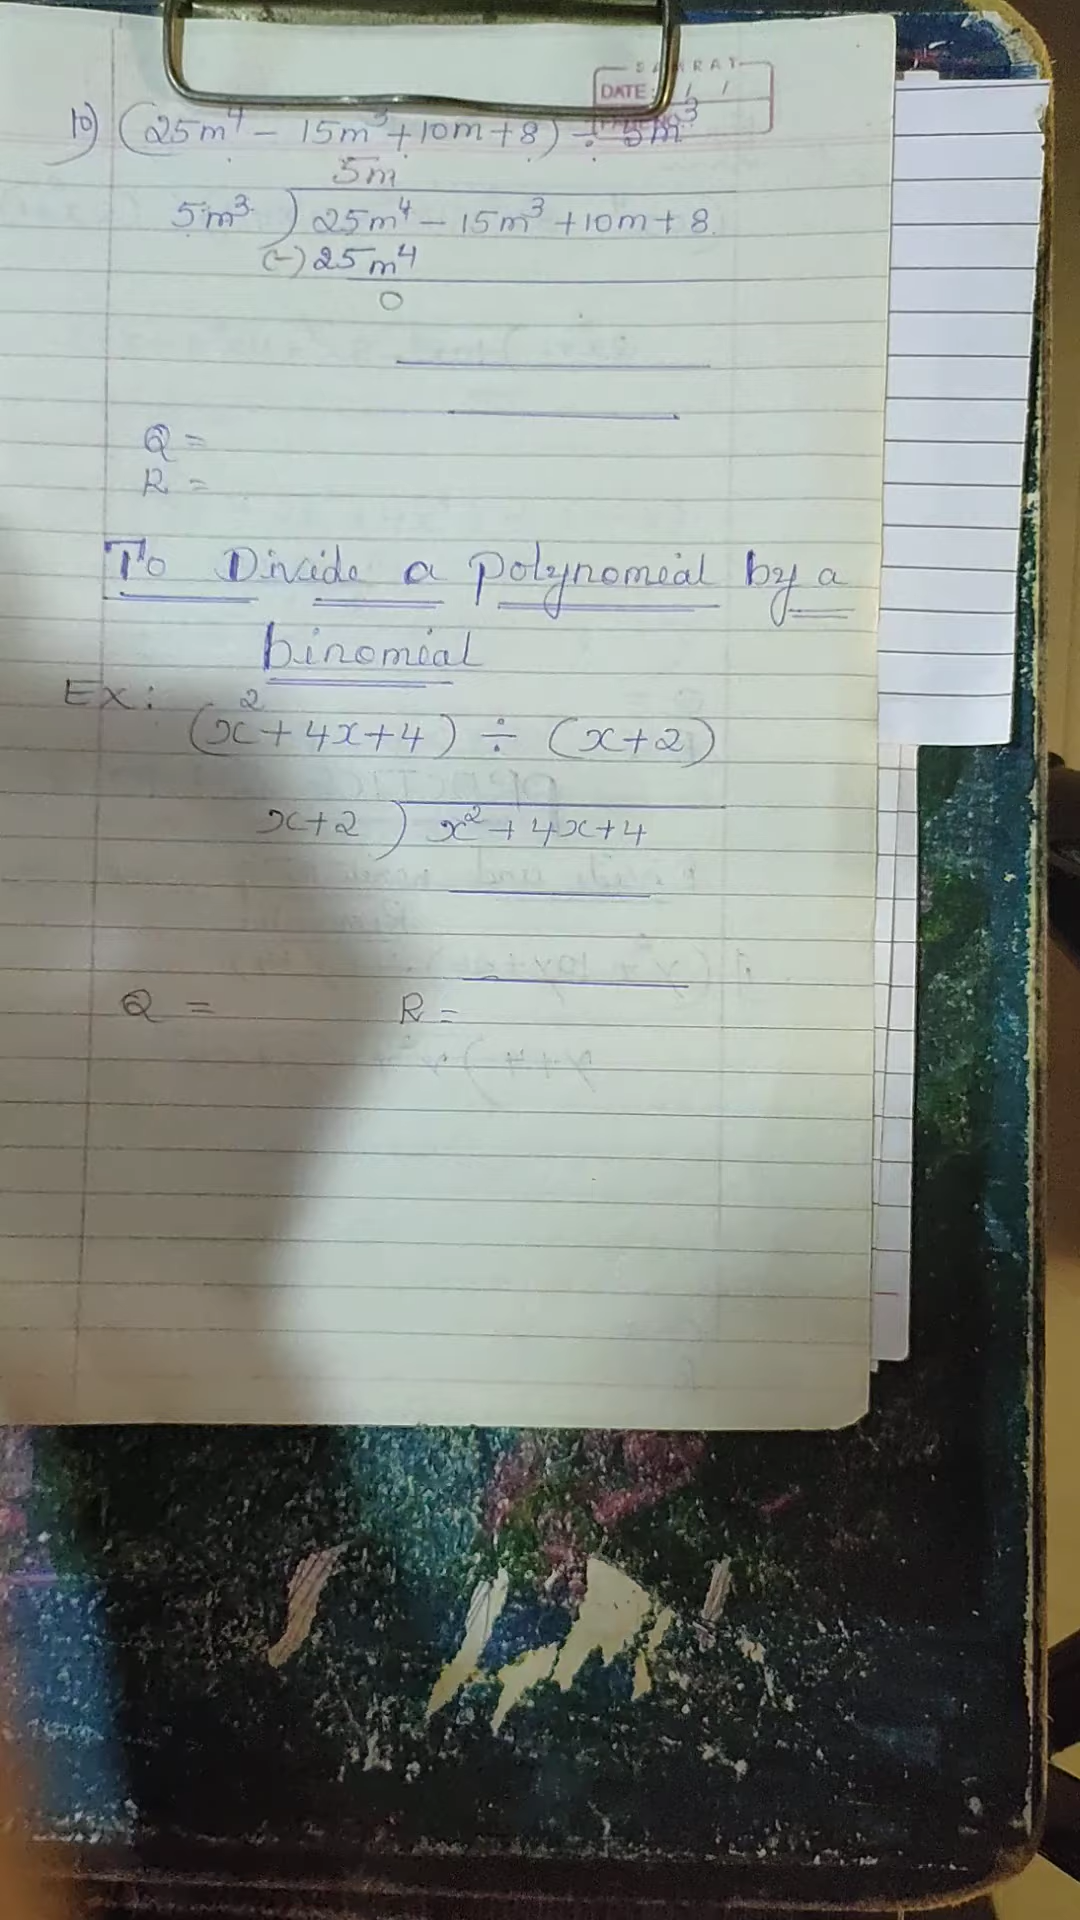 SAMRAT
DATE: / /
10) (25m⁴ - 15m³ + 10m + 8) ÷ 5m³
5m
5m³ ) 25m⁴ - 15m³ + 10m + 8
(-) 25m⁴
0
Q =
R =
To Divide a polynomial by a
binomial
Ex:
(x² + 4x + 4) ÷ (x + 2)
x + 2 ) x² + 4x + 4
Q = R =